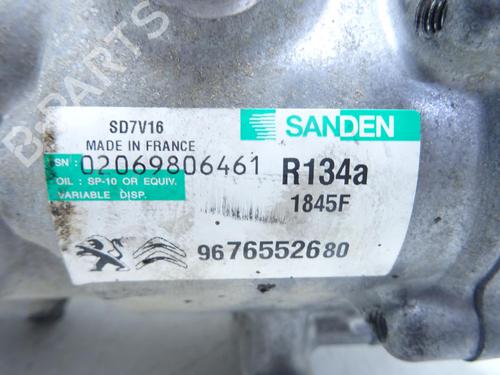 B-PARTS
SD7V16
SANDEN
MADE IN FRANCE
SN: 02069806461
R134a
OIL : SP-10 OR EQUIV.
1845F
VARIABLE DISP.
9676552680